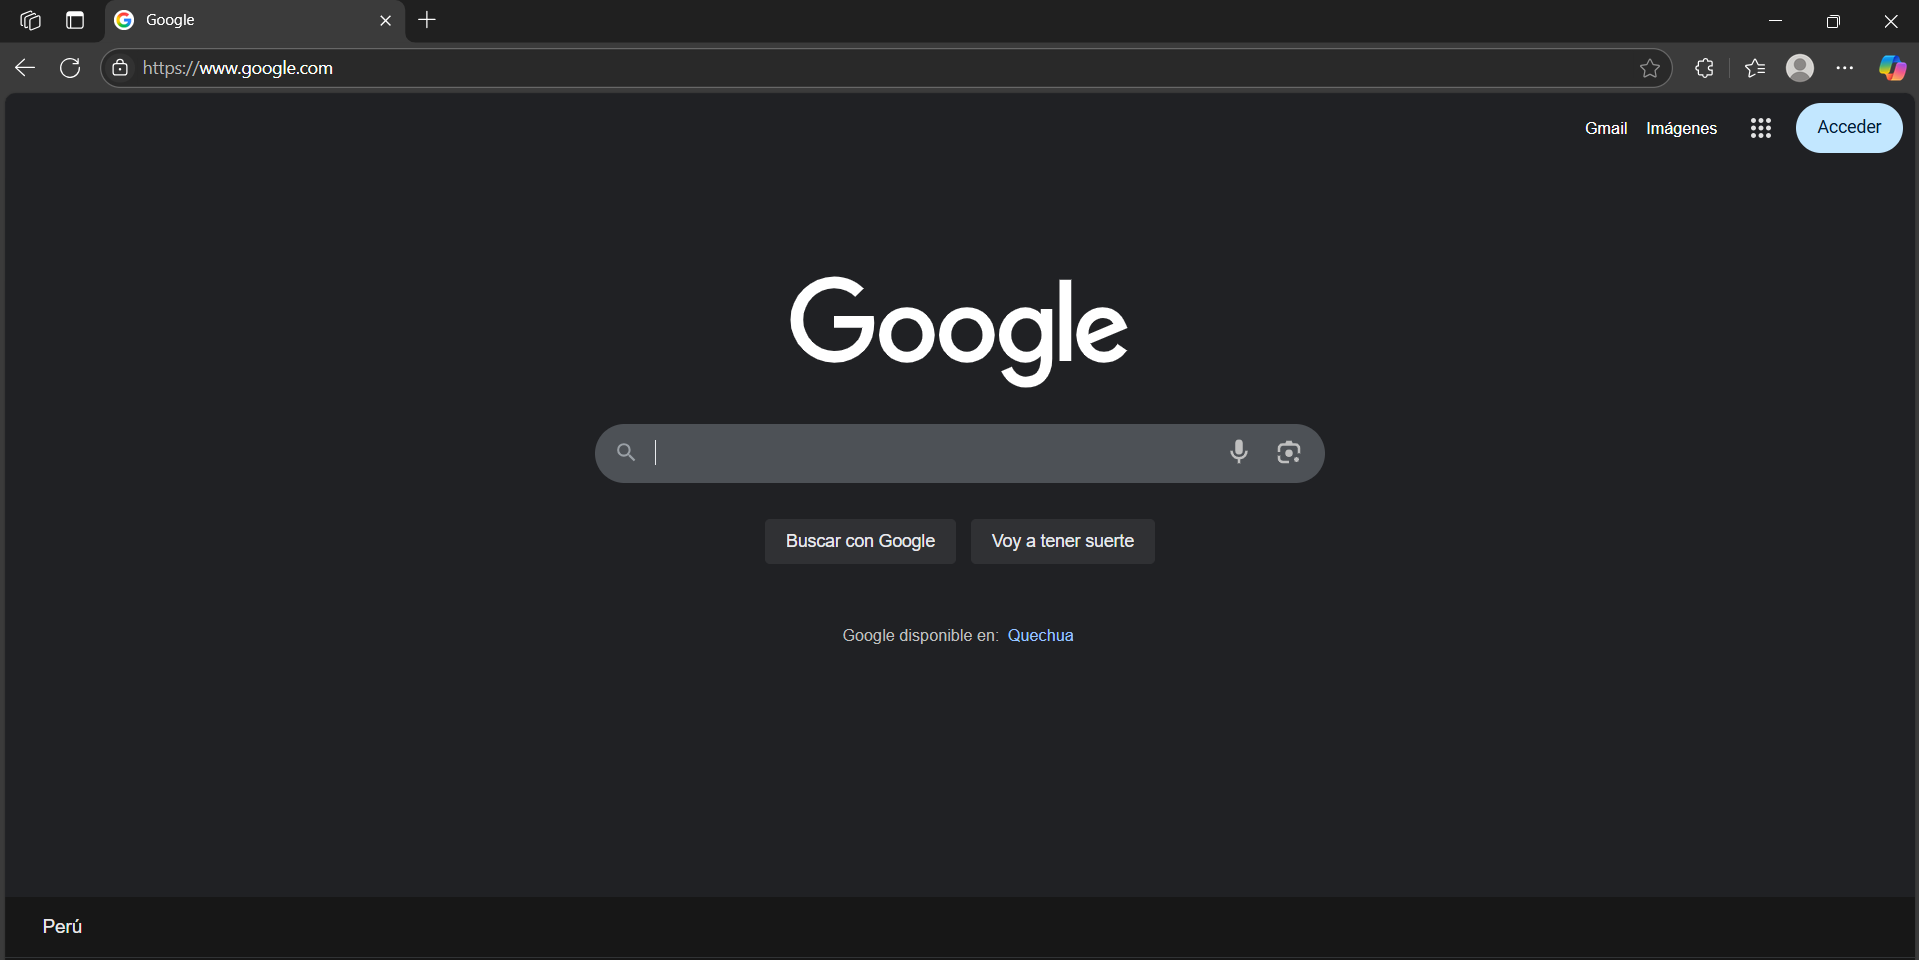 Google
https://www.google.com
Gmail Imágenes Acceder
Google
Buscar con Google Voy a tener suerte
Google disponible en: Quechua
Perú